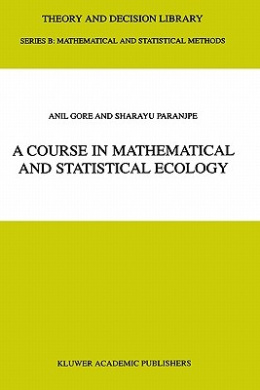 THEORY AND DECISION LIBRARY
SERIES B: MATHEMATICAL AND STATISTICAL METHODS
ANIL GORE AND SHARAYU PARANJPE
A COURSE IN MATHEMATICAL
AND STATISTICAL ECOLOGY
KLUWER ACADEMIC PUBLISHERS